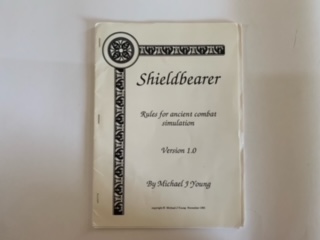 Shieldbearer
Rules for ancient combat
simulation
Version 1.0
By Michael J Young